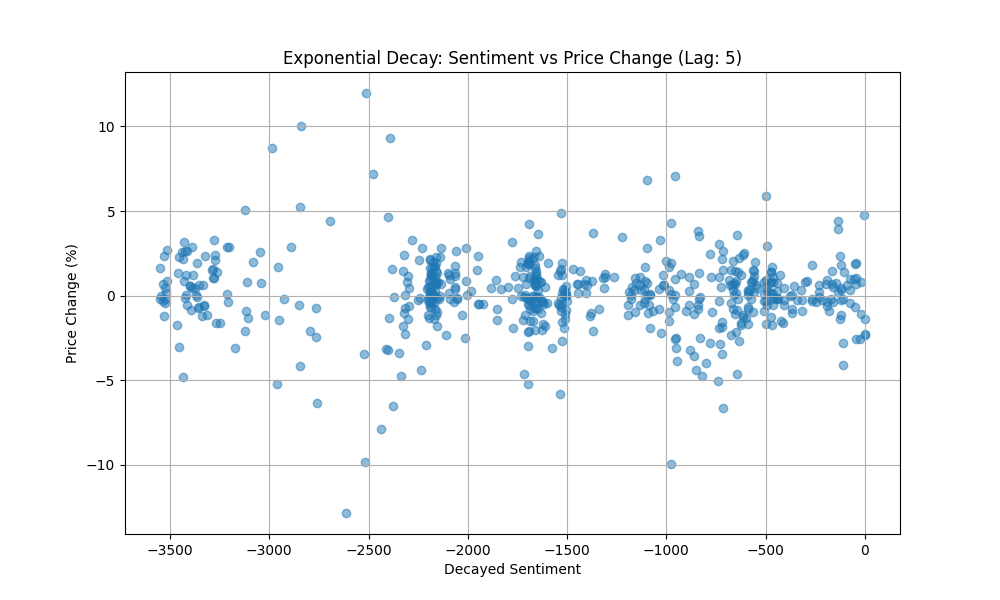 Exponential Decay: Sentiment vs Price Change (Lag: 5)
10
5
0
−5
−10
Price Change (%)
−3500 −3000 −2500 −2000 −1500 −1000 −500 0
Decayed Sentiment